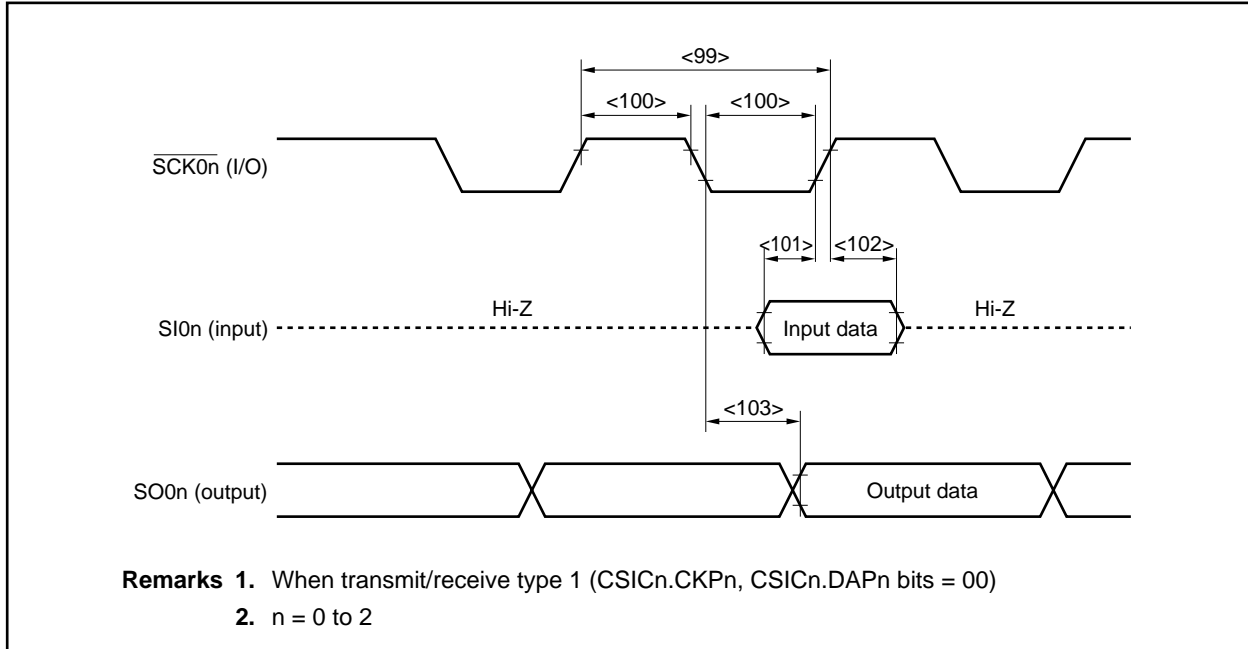 <99>
<100> <100>
SCK0n (I/O)
<101> <102>
Hi-Z Hi-Z
SI0n (input) Input data
<103>
SO0n (output) Output data
Remarks 1. When transmit/receive type 1 (CSICn.CKPn, CSICn.DAPn bits = 00)
2. n = 0 to 2